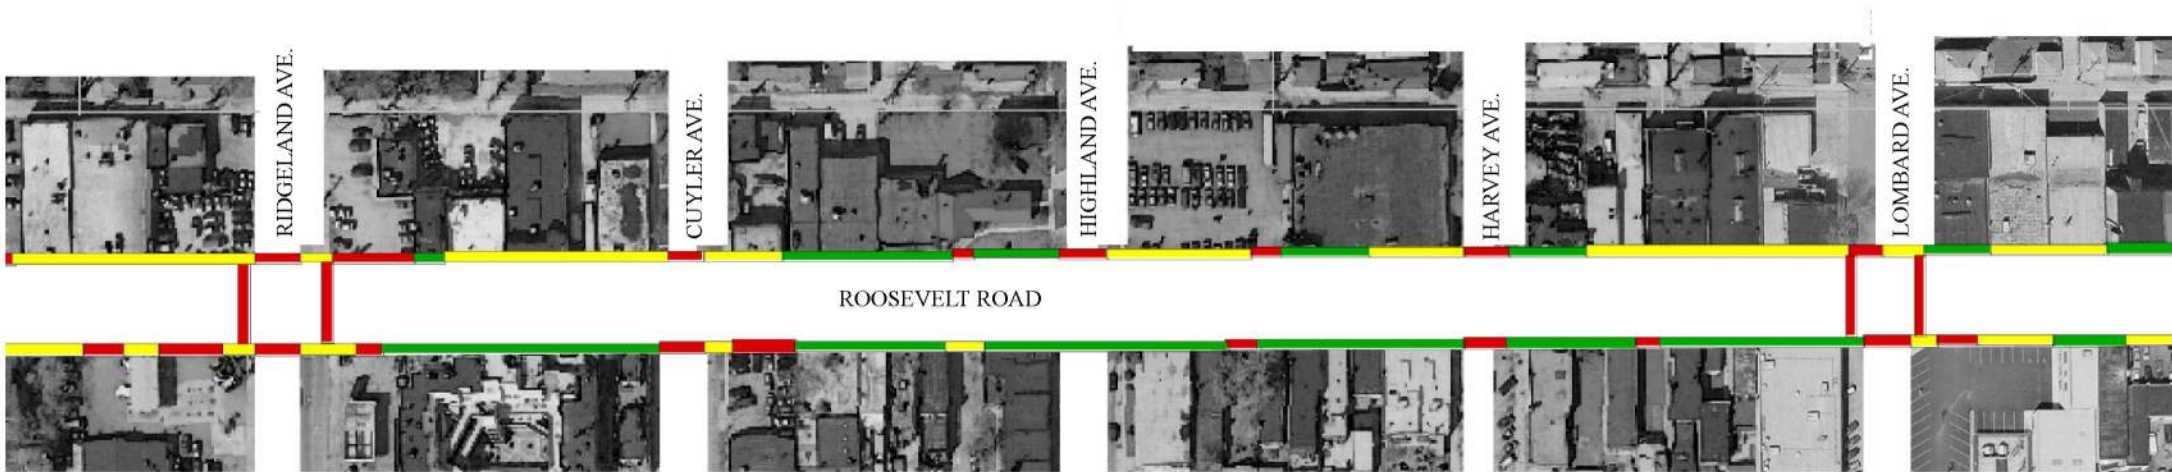 RIDGELAND AVE.
CUYLER AVE.
HIGHLAND AVE.
HARVEY AVE.
LOMBARD AVE.
ROOSEVELT ROAD